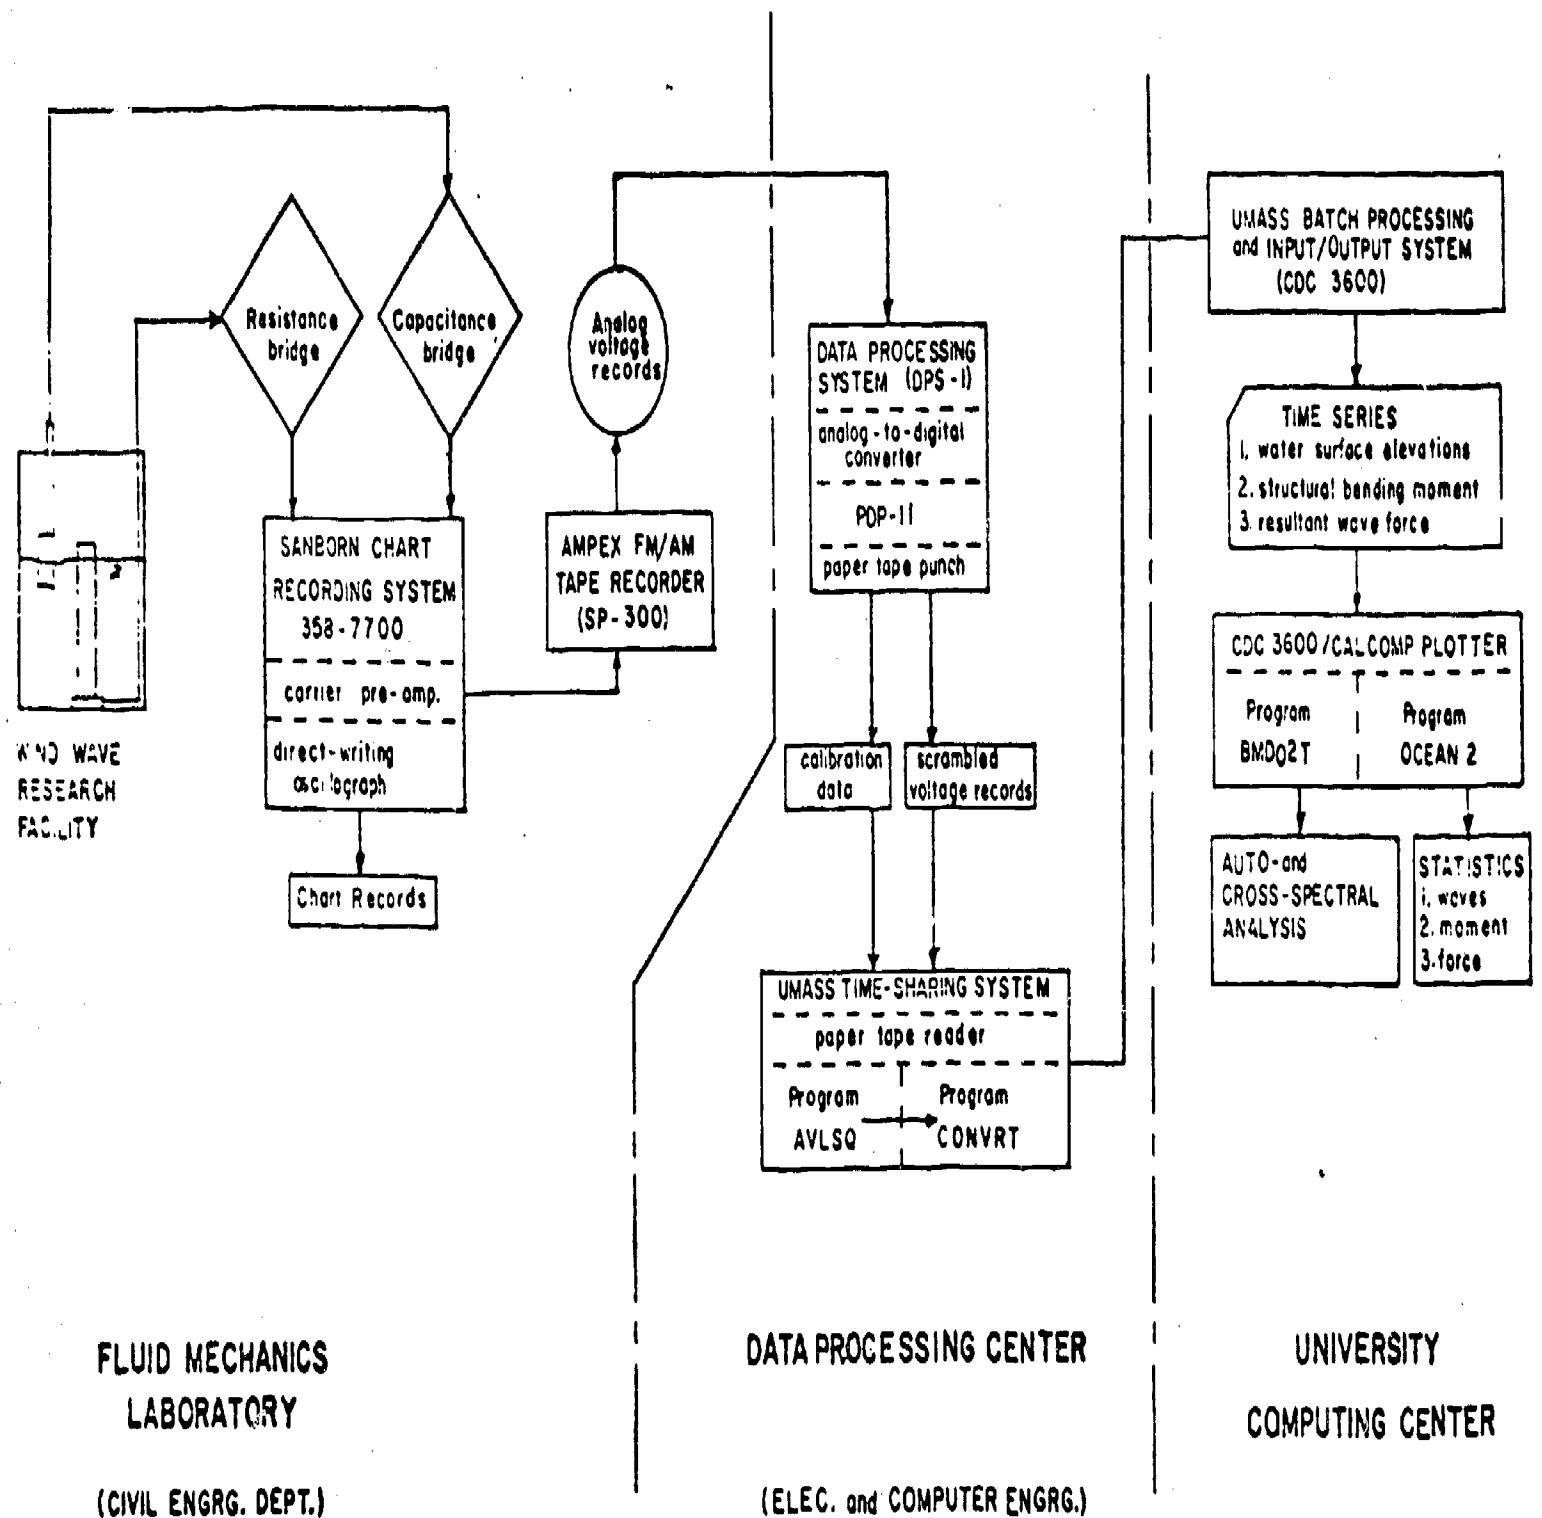 Resistance
bridge
Capacitance
bridge
Analog
voltage
records
SANBORN CHART
RECORDING SYSTEM
358-7700
carrier pre-amp.
direct-writing
oscillograph
Chart Records
AMPEX FM/AM
TAPE RECORDER
(SP-300)
WIND WAVE
RESEARCH
FACILITY
DATA PROCESSING
SYSTEM (DPS-1)
analog-to-digital
converter
PDP-11
paper tape punch
calibration
data
scrambled
voltage records
UMASS TIME-SHARING SYSTEM
paper tape reader
Program
AVLSQ
Program
CONVRT
UMASS BATCH PROCESSING
and INPUT/OUTPUT SYSTEM
(CDC 3600)
TIME SERIES
1. water surface elevations
2. structural bending moment
3. resultant wave force
CDC 3600/CALCOMP PLOTTER
Program
BMD02T
Program
OCEAN 2
AUTO-and
CROSS-SPECTRAL
ANALYSIS
STATISTICS
1. waves
2. moment
3. force
FLUID MECHANICS
LABORATORY
(CIVIL ENGRG. DEPT.)
DATA PROCESSING CENTER
(ELEC. and COMPUTER ENGRG.)
UNIVERSITY
COMPUTING CENTER